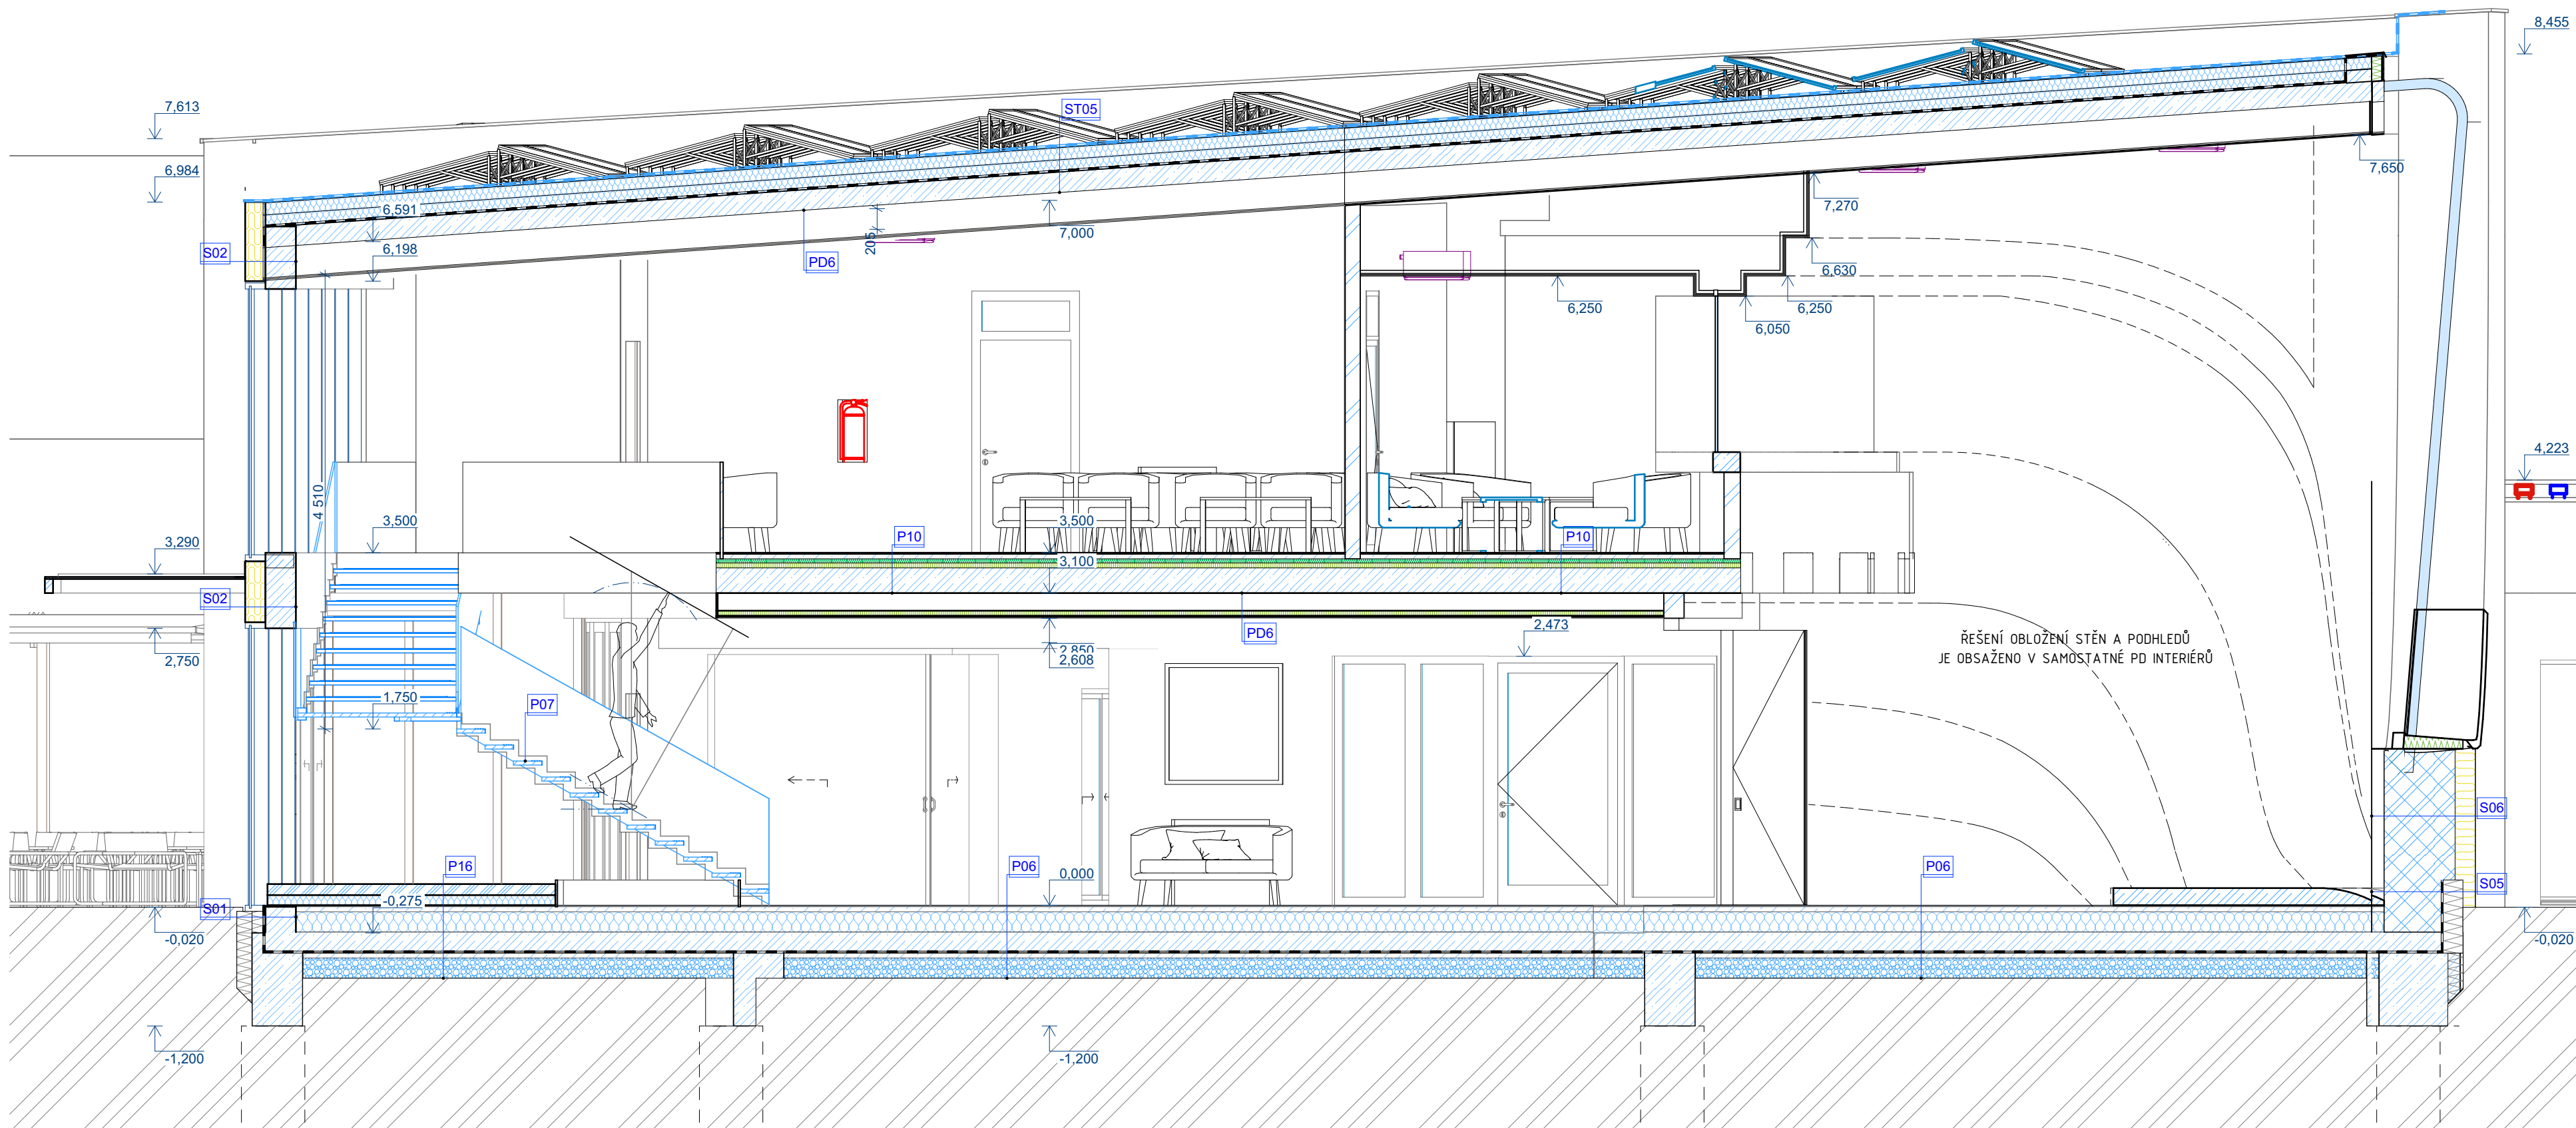 8,455
7,613
ST05
6,984
7,650
6,591
7,270
205
7,000
S02
6,198
PD6
6,630
6,250
6,250
6,050
4,223
4 510
3,500
3,500
P10
P10
3,290
3,100
S02
2,473
PD6
ŘEŠENÍ OBLOŽENÍ STĚN A PODHLEDŮ
JE OBSAŽENO V SAMOSTATNÉ PD INTERIÉRŮ
2,850
2,750
2,608
1,750
P07
S06
P16
P06
0,000
P06
S05
-0,275
S01
-0,020
-0,020
-1,200
-1,200